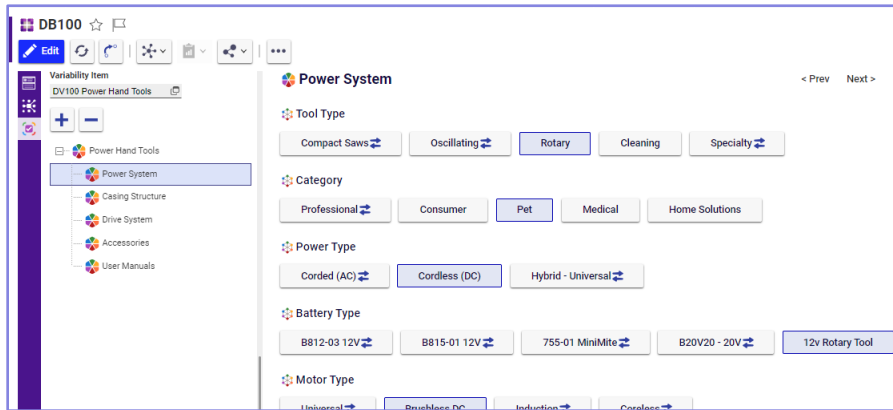 DB100
Edit
Variability Item
DV100 Power Hand Tools
Power Hand Tools
Power System
Casing Structure
Drive System
Accessories
User Manuals
Power System
< Prev Next >
Tool Type
Compact Saws Oscillating Rotary Cleaning Specialty
Category
Professional Consumer Pet Medical Home Solutions
Power Type
Corded (AC) Cordless (DC) Hybrid - Universal
Battery Type
B812-03 12V B815-01 12V 755-01 MiniMite B20V20 - 20V 12v Rotary Tool
Motor Type
Universal Brushless DC Induction Coreless